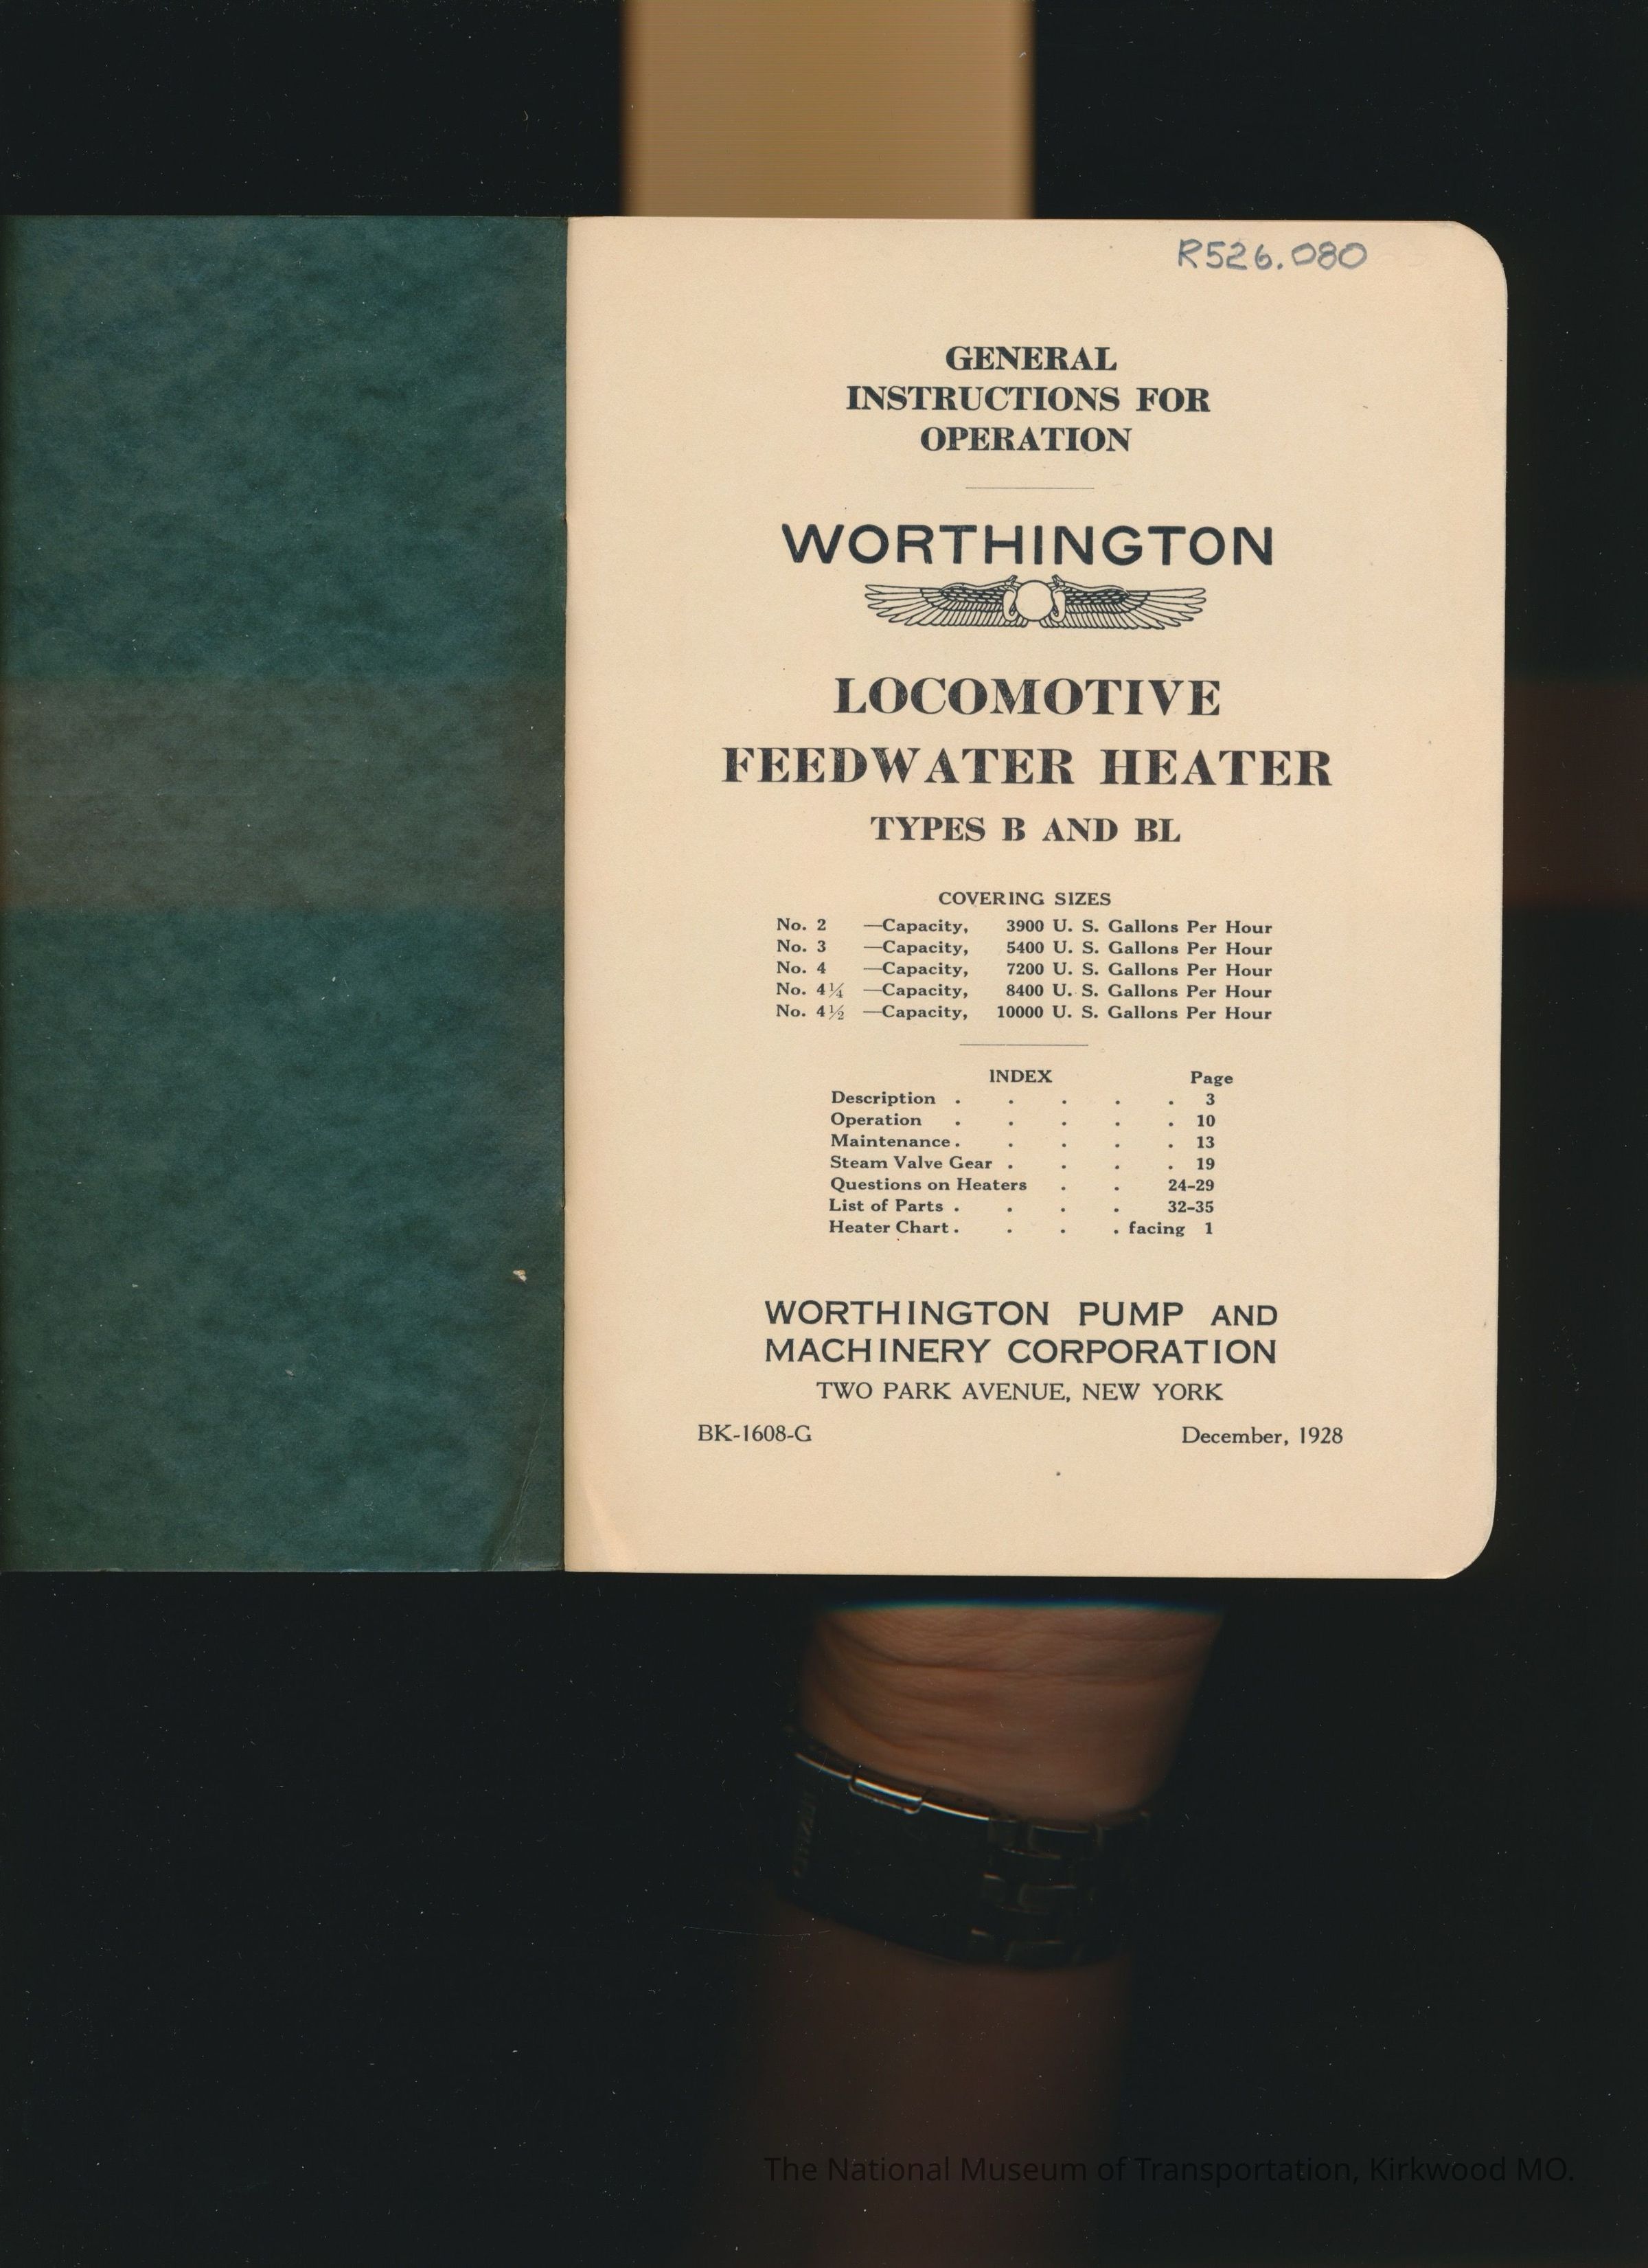 R526.080
GENERAL
INSTRUCTIONS FOR
OPERATION
WORTHINGTON
LOCOMOTIVE
FEEDWATER HEATER
TYPES B AND BL
COVERING SIZES
No. 2 —Capacity, 3900 U. S. Gallons Per Hour
No. 3 —Capacity, 5400 U. S. Gallons Per Hour
No. 4 —Capacity, 7200 U. S. Gallons Per Hour
No. 4¼ —Capacity, 8400 U. S. Gallons Per Hour
No. 4½ —Capacity, 10000 U. S. Gallons Per Hour
INDEX Page
Description . . . . . 3
Operation . . . . . 10
Maintenance . . . . . 13
Steam Valve Gear . . . . 19
Questions on Heaters . . 24-29
List of Parts . . . . 32-35
Heater Chart . . . . facing 1
WORTHINGTON PUMP AND
MACHINERY CORPORATION
TWO PARK AVENUE, NEW YORK
BK-1608-G December, 1928
The National Museum of Transportation, Kirkwood MO.